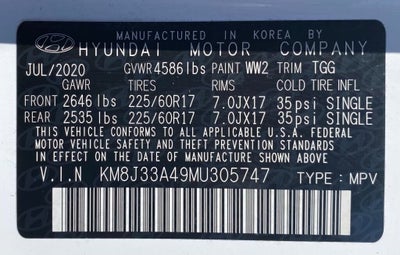 MANUFACTURED IN KOREA BY
HYUNDAI MOTOR COMPANY
JUL/2020 GVWR 4586lbs PAINT WW2 TRIM TGG
GAWR TIRES RIMS COLD TIRE INFL
FRONT 2646 lbs 225/60R17 7.0JX17 35psi SINGLE
REAR 2535 lbs 225/60R17 7.0JX17 35psi SINGLE
THIS VEHICLE CONFORMS TO ALL APPLICABLE U.S.A. FEDERAL
MOTOR VEHICLE SAFETY AND THEFT PREVENTION STANDARDS
IN EFFECT ON THE DATE OF MANUFACTURE SHOWN ABOVE.
V.I.N KM8J33A49MU305747 TYPE : MPV